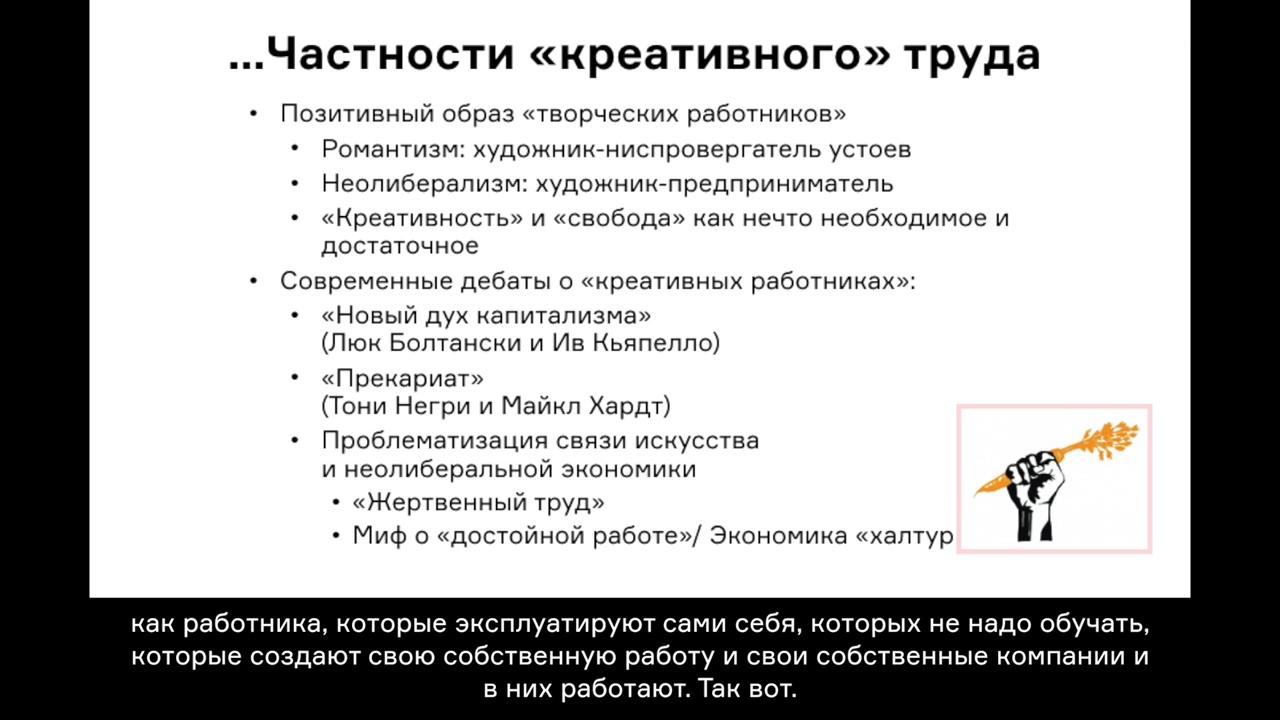 ...Частности «креативного» труда
• Позитивный образ «творческих работников»
• Романтизм: художник-ниспровергатель устоев
• Неолиберализм: художник-предприниматель
• «Креативность» и «свобода» как нечто необходимое и
достаточное
• Современные дебаты о «креативных работниках»:
• «Новый дух капитализма»
(Люк Болтански и Ив Кьяпелло)
• «Прекариат»
(Тони Негри и Майкл Хардт)
• Проблематизация связи искусства
и неолиберальной экономики
• «Жертвенный труд»
• Миф о «достойной работе»/ Экономика «халтур
как работника, которые эксплуатируют сами себя, которых не надо обучать,
которые создают свою собственную работу и свои собственные компании и
в них работают. Так вот.